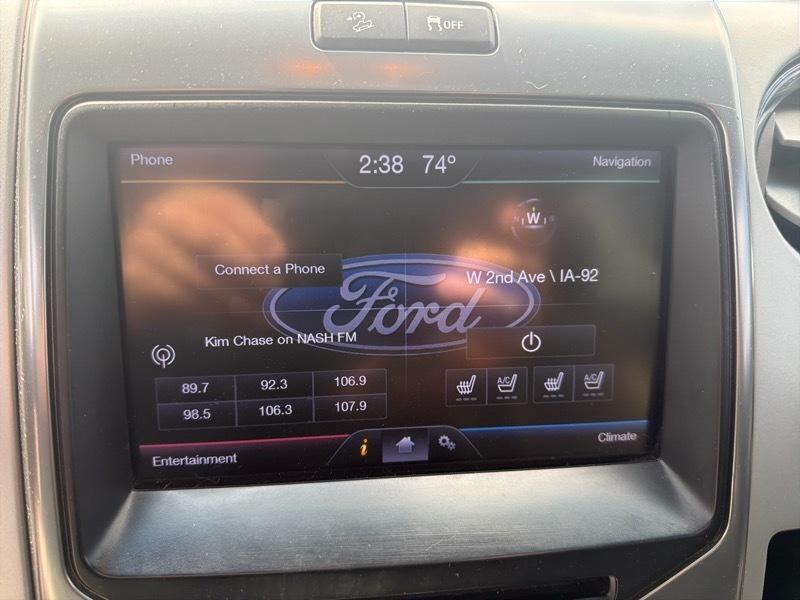 OFF
Phone
2:38 74°
Navigation
W
Connect a Phone
W 2nd Ave \ IA-92
Ford
Kim Chase on NASH FM
89.7 92.3 106.9
98.5 106.3 107.9
A/C A/C
Entertainment
i
Climate